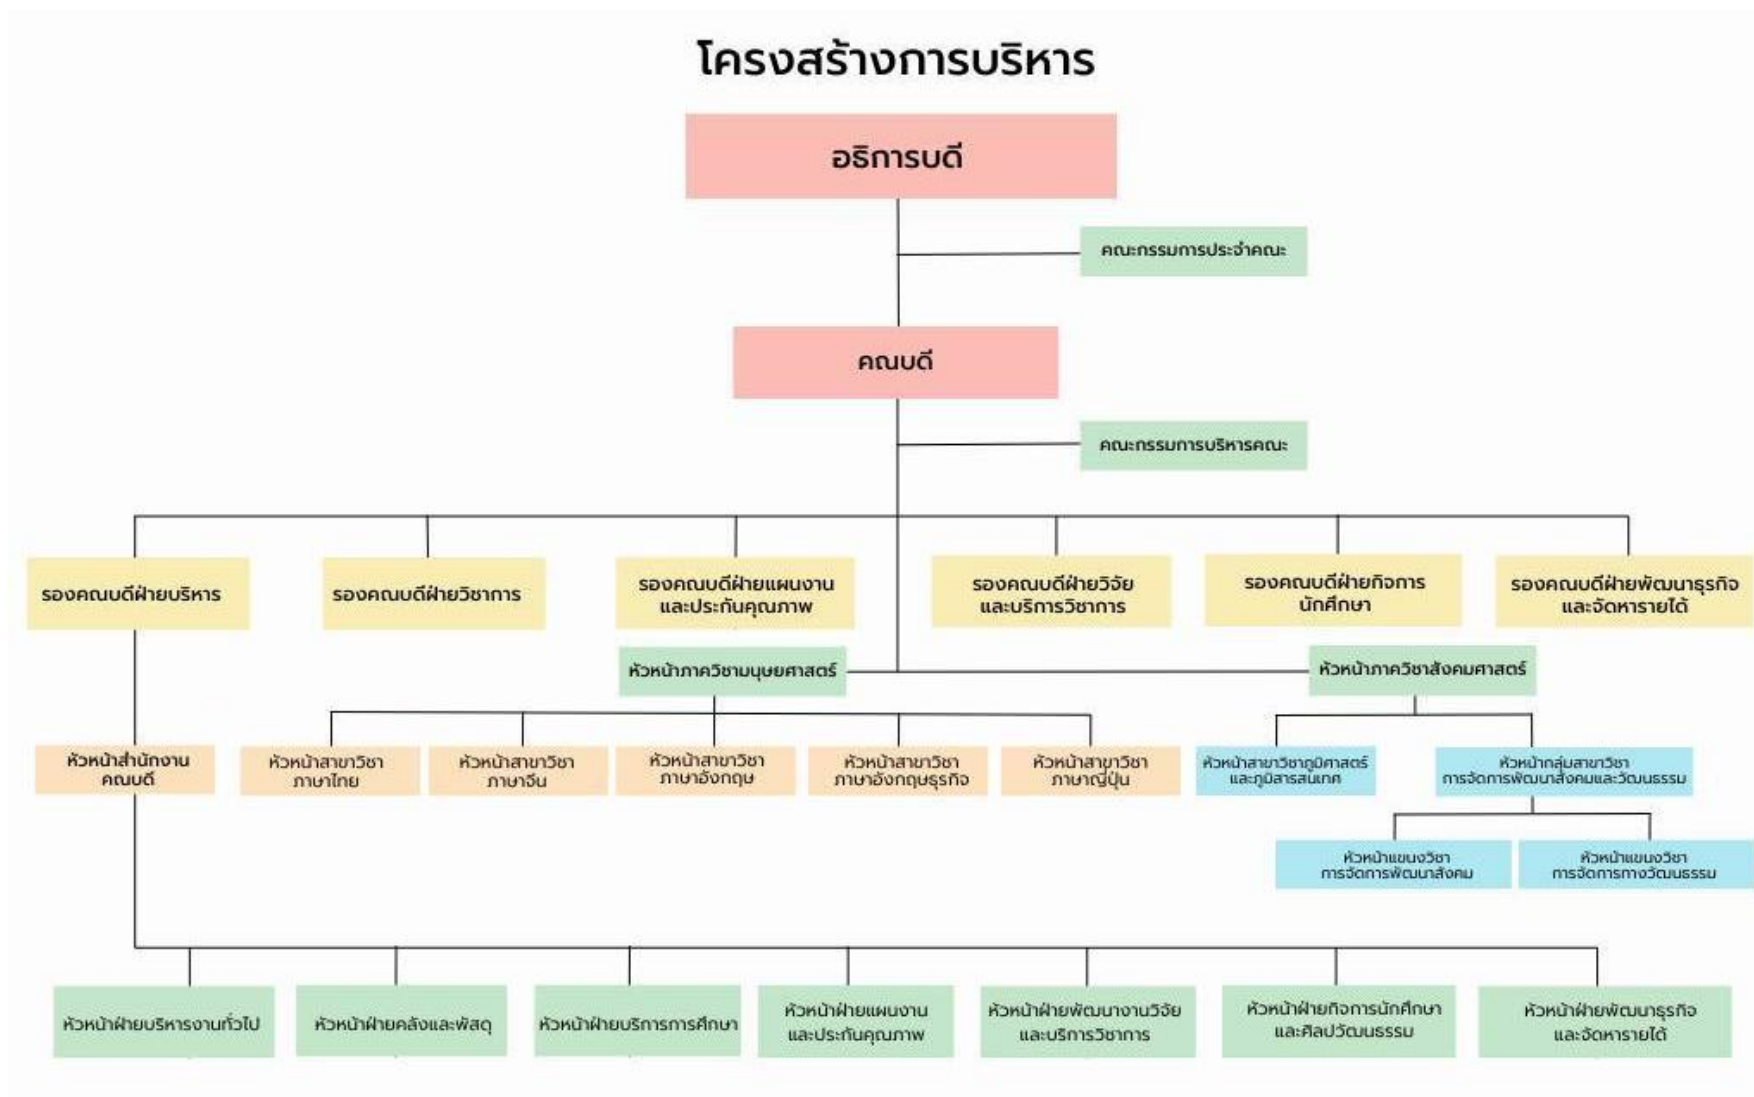 โครงสร้างการบริหาร
อธิการบดี
คณะกรรมการประจำคณะ
คณบดี
คณะกรรมการบริหารคณะ
รองคณบดีฝ่ายบริหาร
รองคณบดีฝ่ายวิชาการ
รองคณบดีฝ่ายแผนงาน
และประกันคุณภาพ
รองคณบดีฝ่ายวิจัย
และบริการวิชาการ
รองคณบดีฝ่ายกิจการ
นักศึกษา
รองคณบดีฝ่ายพัฒนาธุรกิจ
และจัดหารายได้
หัวหน้าภาควิชามนุษยศาสตร์
หัวหน้าภาควิชาสังคมศาสตร์
หัวหน้าสำนักงาน
คณบดี
หัวหน้าสาขาวิชา
ภาษาไทย
หัวหน้าสาขาวิชา
ภาษาจีน
หัวหน้าสาขาวิชา
ภาษาอังกฤษ
หัวหน้าสาขาวิชา
ภาษาอังกฤษธุรกิจ
หัวหน้าสาขาวิชา
ภาษาญี่ปุ่น
หัวหน้าสาขาวิชาภูมิศาสตร์
และภูมิสารสนเทศ
หัวหน้ากลุ่มสาขาวิชา
การจัดการพัฒนาสังคมและวัฒนธรรม
หัวหน้าแขนงวิชา
การจัดการพัฒนาสังคม
หัวหน้าแขนงวิชา
การจัดการทางวัฒนธรรม
หัวหน้าฝ่ายบริหารงานทั่วไป
หัวหน้าฝ่ายคลังและพัสดุ
หัวหน้าฝ่ายบริการการศึกษา
หัวหน้าฝ่ายแผนงาน
และประกันคุณภาพ
หัวหน้าฝ่ายพัฒนางานวิจัย
และบริการวิชาการ
หัวหน้าฝ่ายกิจการนักศึกษา
และศิลปวัฒนธรรม
หัวหน้าฝ่ายพัฒนาธุรกิจ
และจัดหารายได้